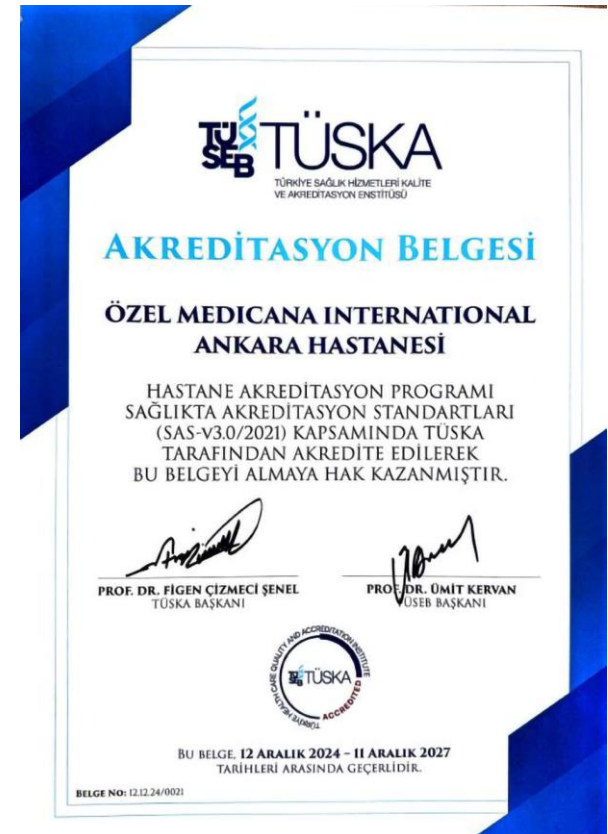 TÜSEB TÜSKA
TÜRKİYE SAĞLIK HİZMETLERİ KALİTE
VE AKREDİTASYON ENSTİTÜSÜ
AKREDİTASYON BELGESİ
ÖZEL MEDICANA INTERNATIONAL
ANKARA HASTANESİ
HASTANE AKREDİTASYON PROGRAMI
SAĞLIKTA AKREDİTASYON STANDARTLARI
(SAS-V3.0/2021) KAPSAMINDA TÜSKA
TARAFINDAN AKREDİTE EDİLEREK
BU BELGEYİ ALMAYA HAK KAZANMIŞTIR.
PROF. DR. FİGEN ÇİZMECİ ŞENEL
TÜSKA BAŞKANI
PROF. DR. ÜMİT KERVAN
ÜSEB BAŞKANI
TÜRKİYE HEALTH CARE QUALITY AND ACCREDITATION INSTITUTE
TÜSEB TÜSKA
ACCREDITED
BU BELGE, 12 ARALIK 2024 – 11 ARALIK 2027
TARİHLERİ ARASINDA GEÇERLİDİR.
BELGE NO: 12.12.24/0021